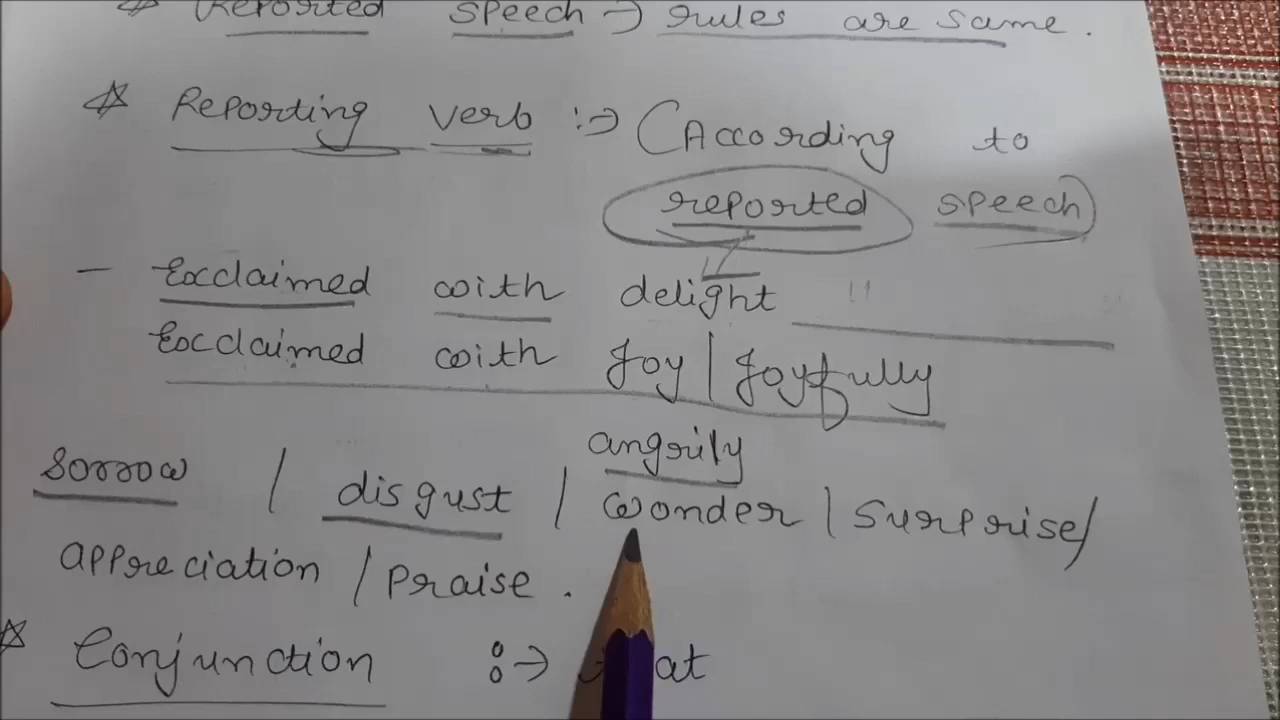 ☆ Reported speech → rules are same.
☆ Reporting verb :→ (According to
reported speech)
- Exclaimed with delight !!
Exclaimed with Joy | Joyfully
angrily
sorrow / disgust / wonder | surprise/
appreciation / praise.
☆ Conjunction :→ that